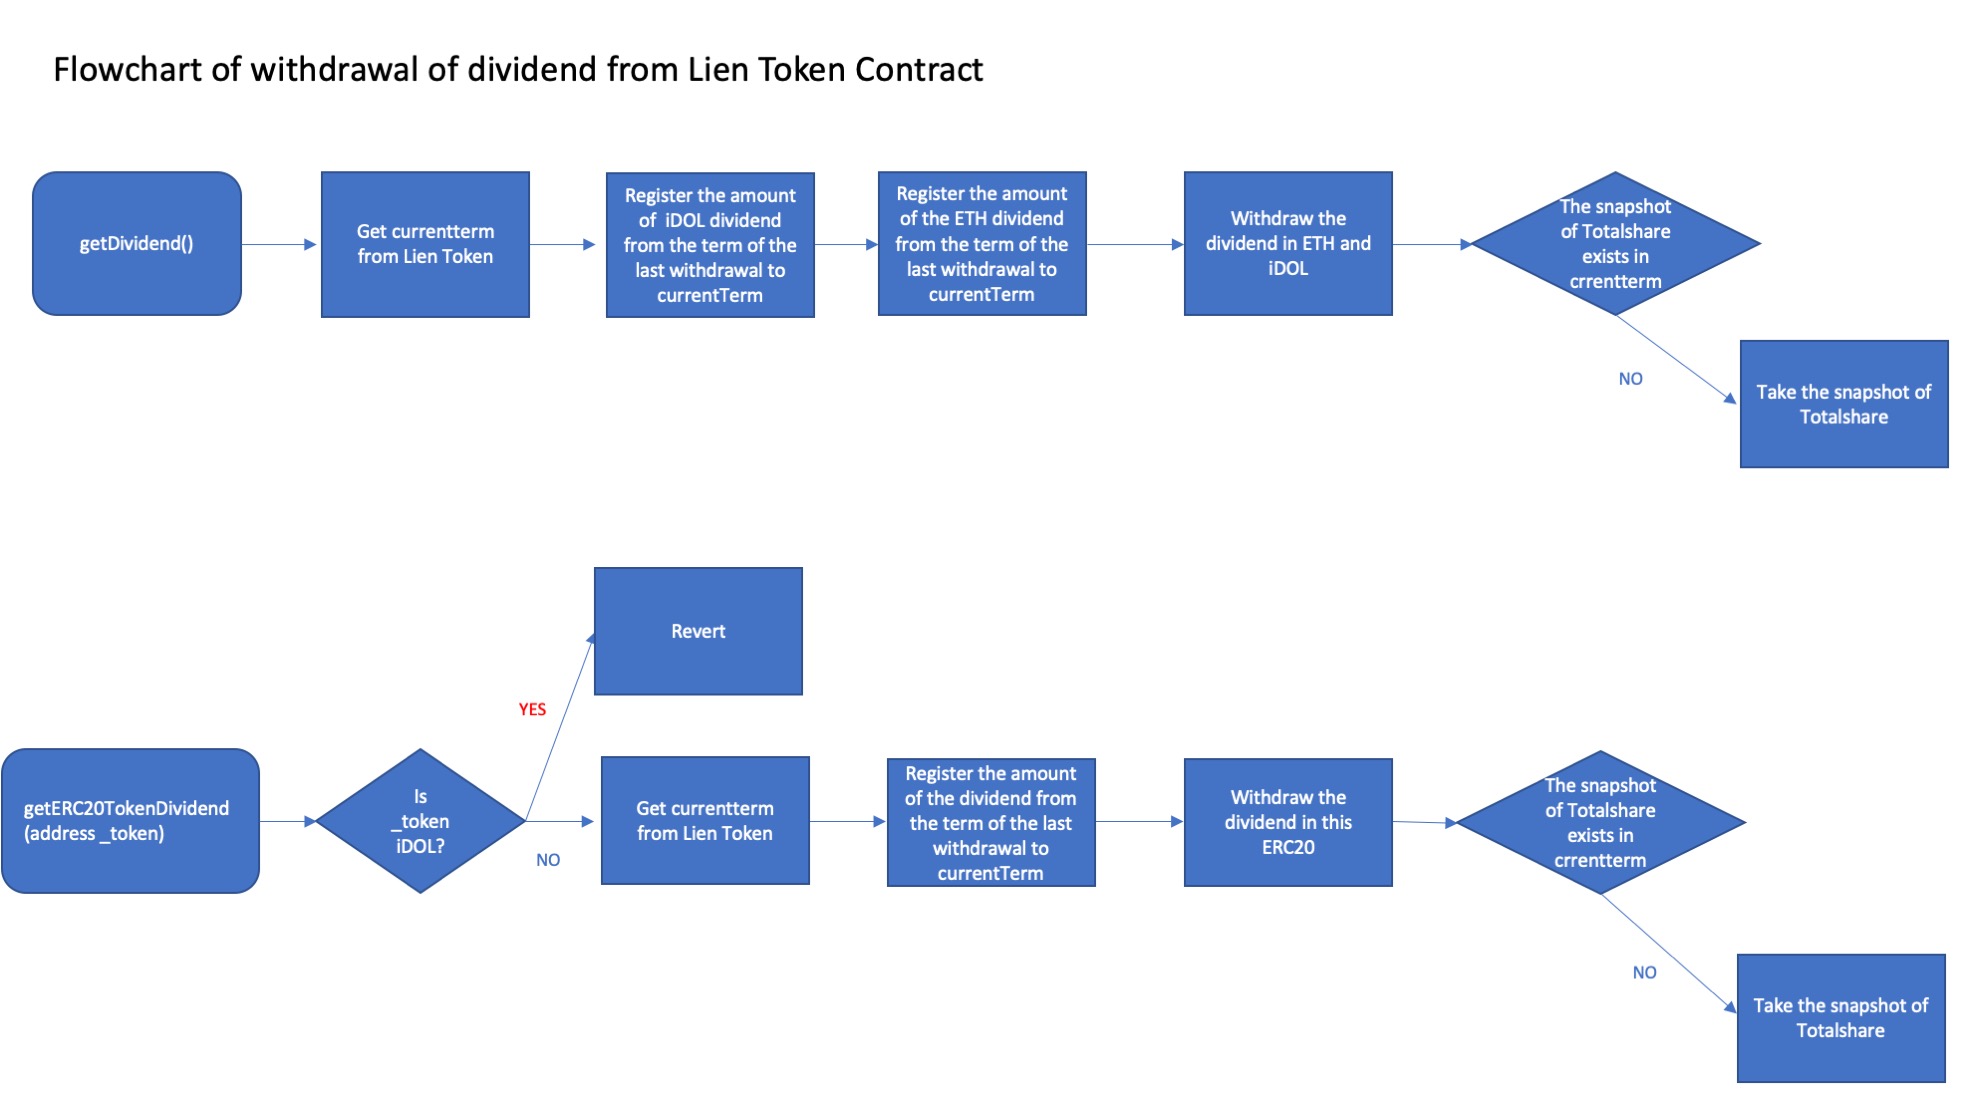 Flowchart of withdrawal of dividend from Lien Token Contract
getDividend()
Get currentterm
from Lien Token
Register the amount
of iDOL dividend
from the term of the
last withdrawal to
currentTerm
Register the amount
of the ETH dividend
from the term of the
last withdrawal to
currentTerm
Withdraw the
dividend in ETH and
iDOL
The snapshot
of Totalshare
exists in
crrentterm
NO
Take the snapshot of
Totalshare
Revert
YES
getERC20TokenDividend
(address _token)
Is
_token
iDOL?
NO
Get currentterm
from Lien Token
Register the amount
of the dividend from
the term of the last
withdrawal to
currentTerm
Withdraw the
dividend in this
ERC20
The snapshot
of Totalshare
exists in
crrentterm
NO
Take the snapshot of
Totalshare